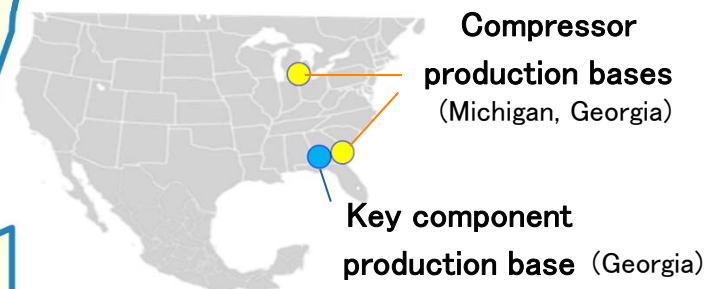 Compressor
production bases
(Michigan, Georgia)
Key component
production base (Georgia)